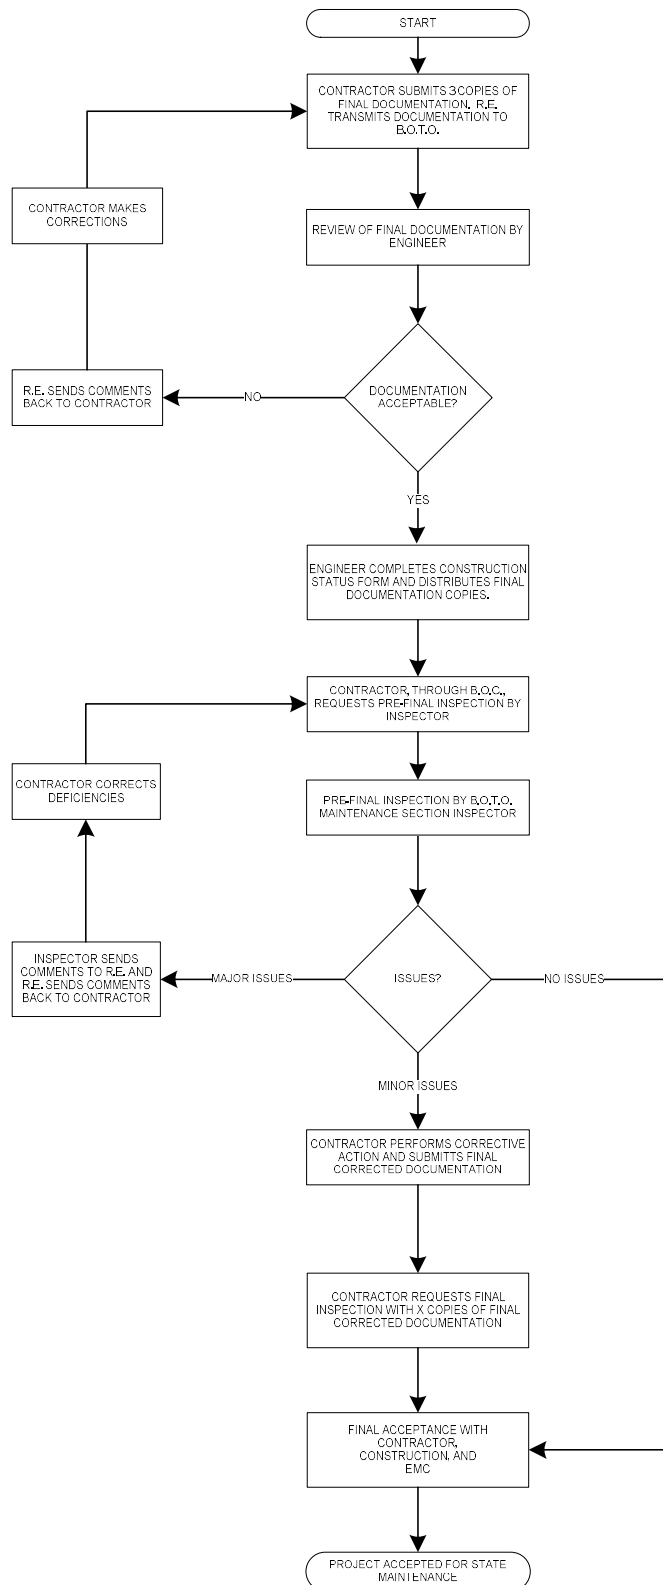 START
CONTRACTOR SUBMITS 3 COPIES OF
FINAL DOCUMENTATION. R.E.
TRANSMITS DOCUMENTATION TO
B.O.T.O.
CONTRACTOR MAKES
CORRECTIONS
REVIEW OF FINAL DOCUMENTATION BY
ENGINEER
R.E. SENDS COMMENTS
BACK TO CONTRACTOR
NO
DOCUMENTATION
ACCEPTABLE?
YES
ENGINEER COMPLETES CONSTRUCTION
STATUS FORM AND DISTRIBUTES FINAL
DOCUMENTATION COPIES.
CONTRACTOR, THROUGH B.O.C.,
REQUESTS PRE-FINAL INSPECTION BY
INSPECTOR
CONTRACTOR CORRECTS
DEFICIENCIES
PRE-FINAL INSPECTION BY B.O.T.O.
MAINTENANCE SECTION INSPECTOR
INSPECTOR SENDS
COMMENTS TO R.E. AND
R.E. SENDS COMMENTS
BACK TO CONTRACTOR
MAJOR ISSUES
ISSUES?
NO ISSUES
MINOR ISSUES
CONTRACTOR PERFORMS CORRECTIVE
ACTION AND SUBMITTS FINAL
CORRECTED DOCUMENTATION
CONTRACTOR REQUESTS FINAL
INSPECTION WITH X COPIES OF FINAL
CORRECTED DOCUMENTATION
FINAL ACCEPTANCE WITH
CONTRACTOR,
CONSTRUCTION, AND
EMC
PROJECT ACCEPTED FOR STATE
MAINTENANCE